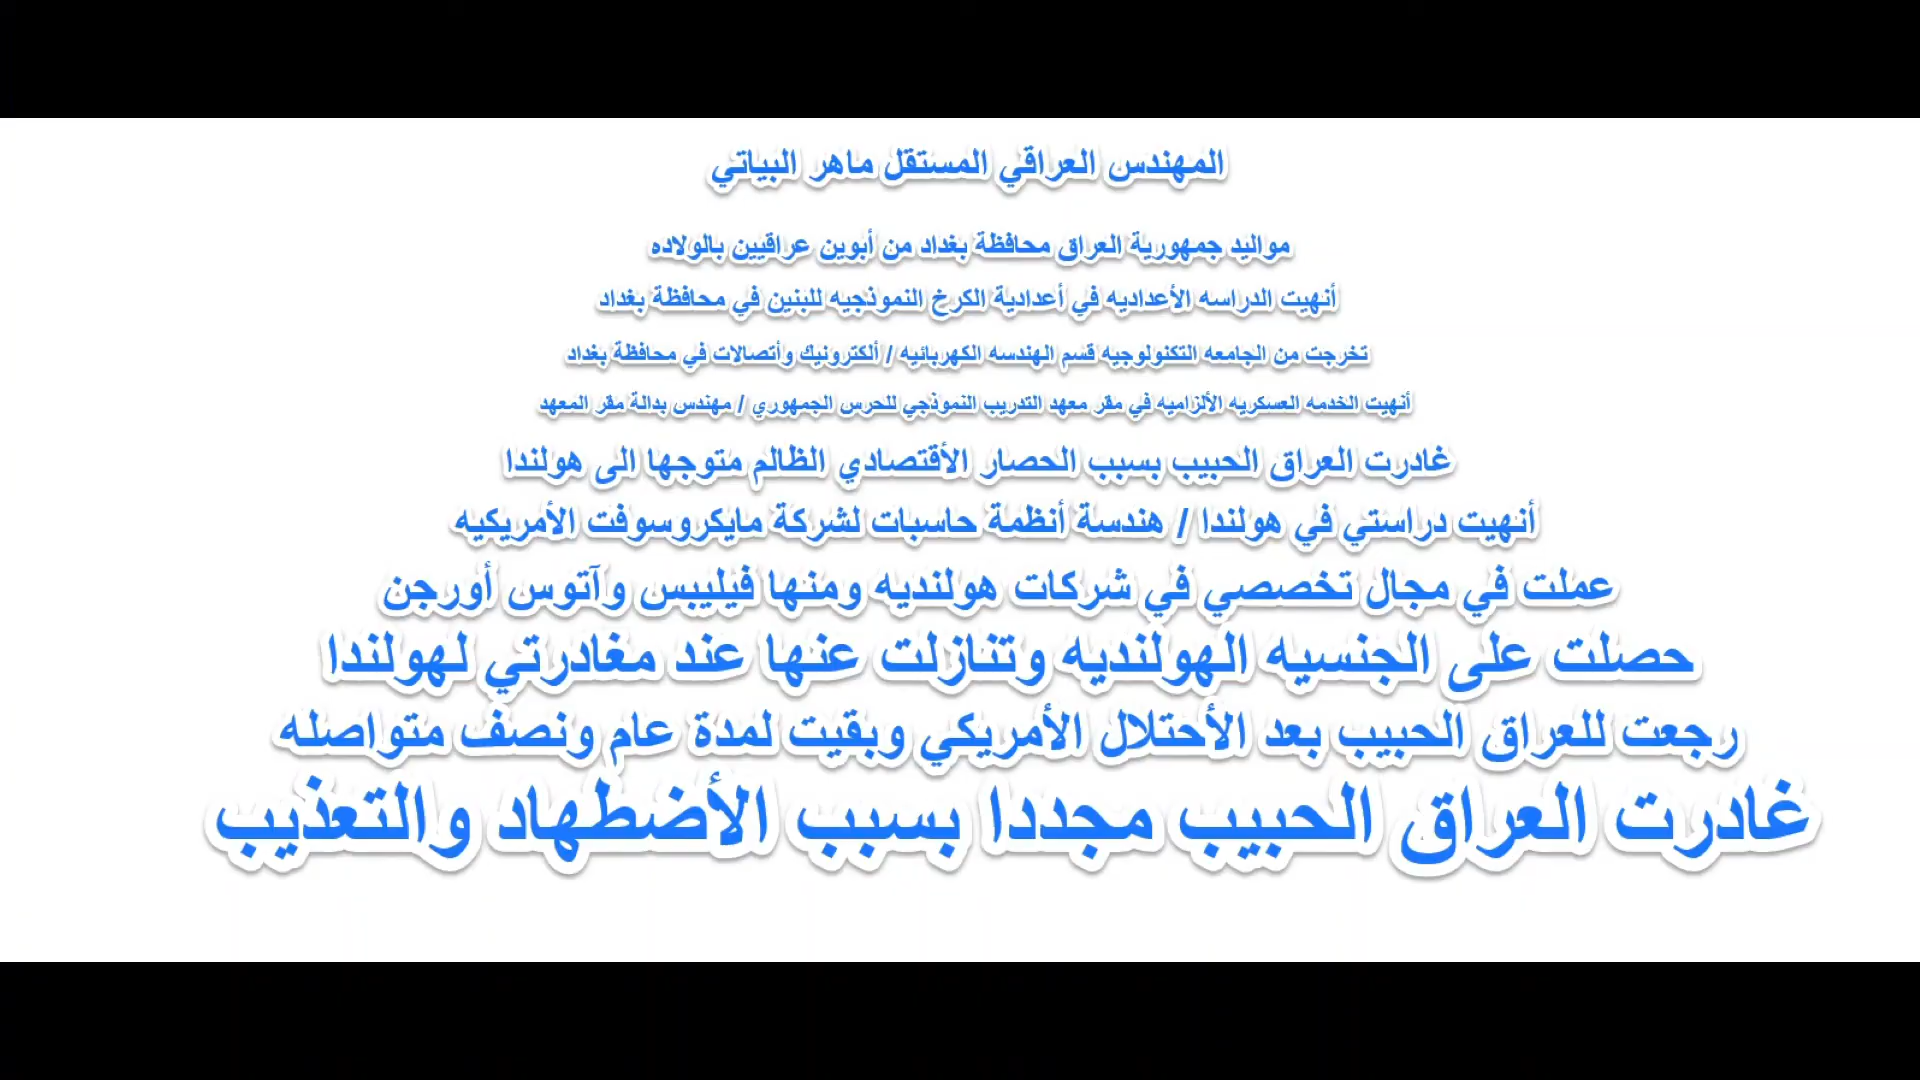 المهندس العراقي المستقل ماهر البياتي
مواليد جمهورية العراق محافظة بغداد من أبوين عراقيين بالولاده
أنهيت الدراسه الأعداديه في أعدادية الكرخ النموذجيه للبنين في محافظة بغداد
تخرجت من الجامعه التكنولوجيه قسم الهندسه الكهربائيه / ألكترونيك وأتصالات في محافظة بغداد
أنهيت الخدمه العسكريه الألزاميه في مقر معهد التدريب النموذجي للحرس الجمهوري / مهندس بدالة مقر المعهد
غادرت العراق الحبيب بسبب الحصار الأقتصادي الظالم متوجها الى هولندا
أنهيت دراستي في هولندا / هندسة أنظمة حاسبات لشركة مايكروسوفت الأمريكيه
عملت في مجال تخصصي في شركات هولنديه ومنها فيليبس وآتوس أورجن
حصلت على الجنسيه الهولنديه وتنازلت عنها عند مغادرتي لهولندا
رجعت للعراق الحبيب بعد الأحتلال الأمريكي وبقيت لمدة عام ونصف متواصله
غادرت العراق الحبيب مجددا بسبب الأضطهاد والتعذيب